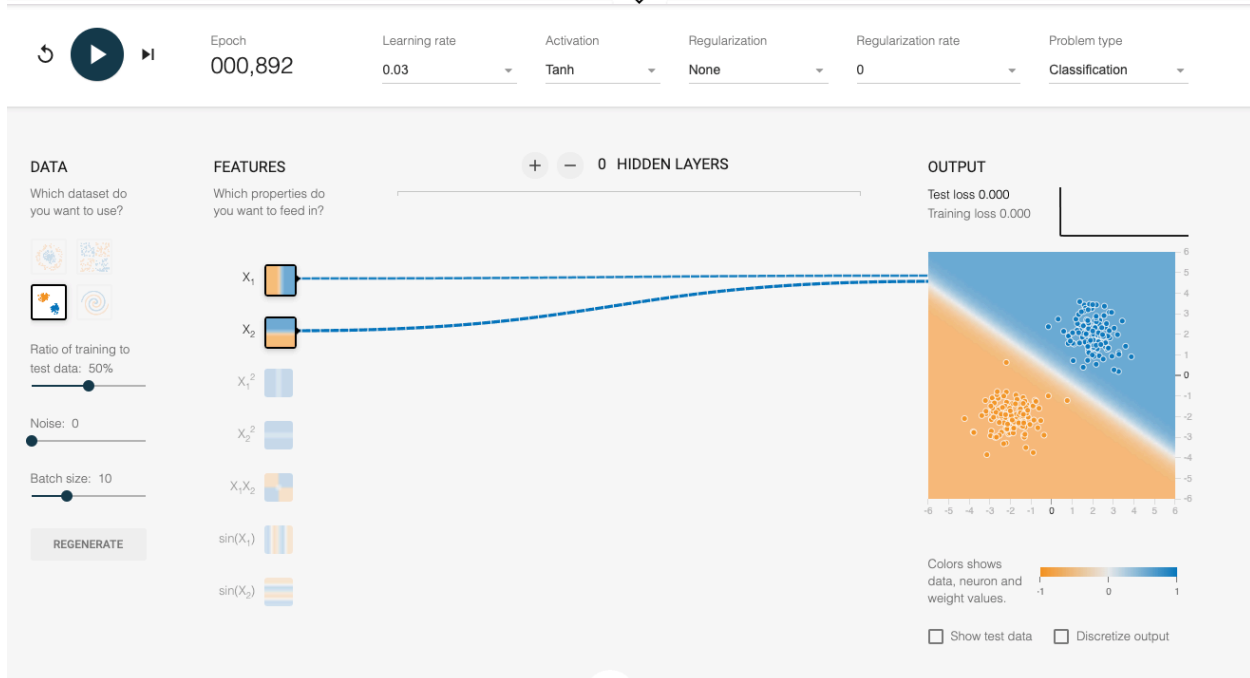 Epoch
000,892
Learning rate
0.03
Activation
Tanh
Regularization
None
Regularization rate
0
Problem type
Classification
DATA
Which dataset do
you want to use?
Ratio of training to
test data: 50%
Noise: 0
Batch size: 10
REGENERATE
FEATURES
Which properties do
you want to feed in?
X₁
X₂
X₁²
X₂²
X₁X₂
sin(X₁)
sin(X₂)
+ − 0 HIDDEN LAYERS
OUTPUT
Test loss 0.000
Training loss 0.000
6
5
4
3
2
1
0
-1
-2
-3
-4
-5
-6
-6 -5 -4 -3 -2 -1 0 1 2 3 4 5 6
Colors shows
data, neuron and
weight values.
-1 0 1
Show test data
Discretize output